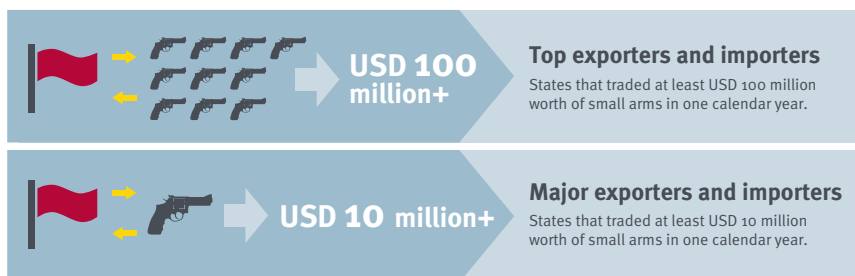 USD 100
million+
Top exporters and importers
States that traded at least USD 100 million
worth of small arms in one calendar year.
USD 10 million+
Major exporters and importers
States that traded at least USD 10 million
worth of small arms in one calendar year.